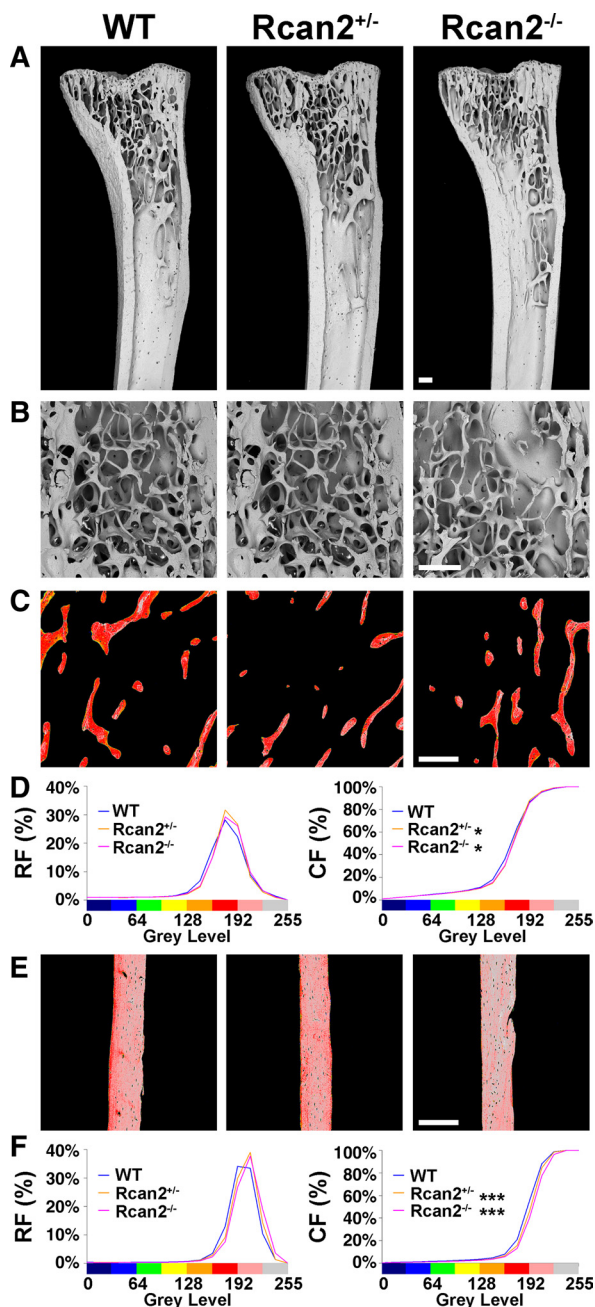 WT Rcan2+/- Rcan2-/-
A
B
C
D
40%
30%
20%
10%
0%
RF (%)
WT
Rcan2+/-
Rcan2-/-
0 64 128 192 255
Grey Level
100%
80%
60%
40%
20%
0%
CF (%)
WT
Rcan2+/- *
Rcan2-/- *
0 64 128 192 255
Grey Level
E
F
40%
30%
20%
10%
0%
RF (%)
WT
Rcan2+/-
Rcan2-/-
0 64 128 192 255
Grey Level
100%
80%
60%
40%
20%
0%
CF (%)
WT
Rcan2+/- ***
Rcan2-/- ***
0 64 128 192 255
Grey Level